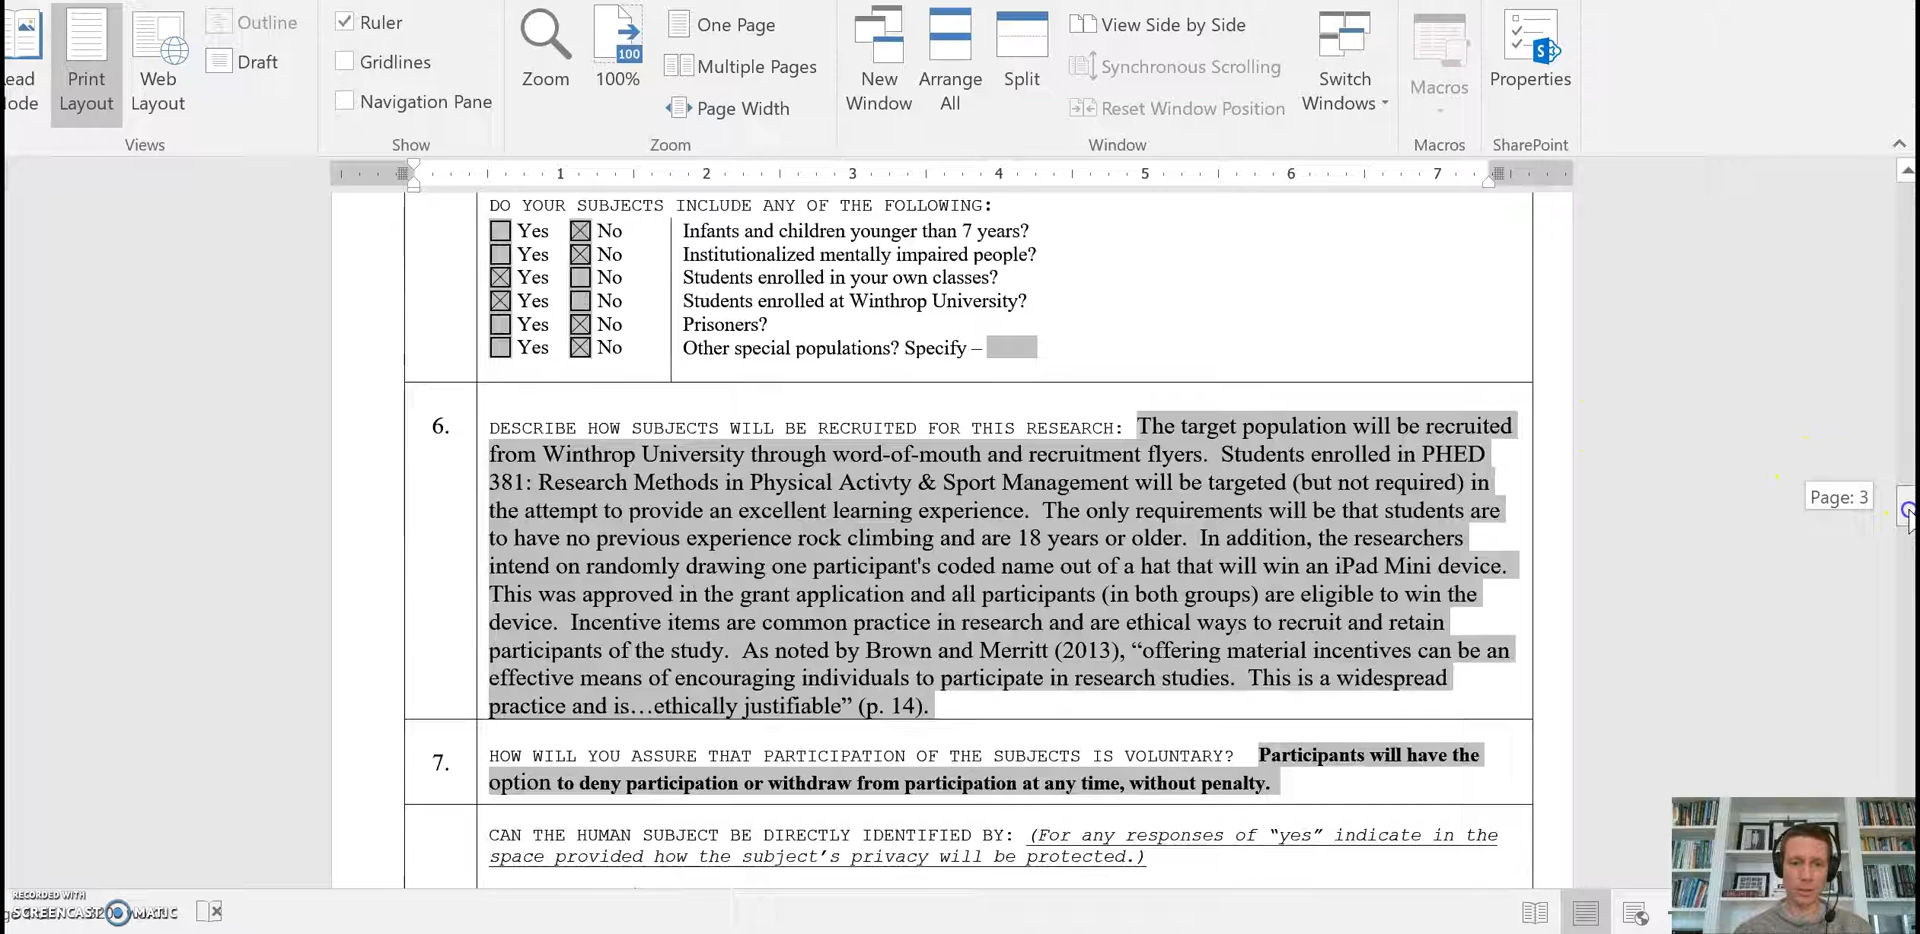 Outline
Ruler
One Page
View Side by Side
Draft
Gridlines
Multiple Pages
Synchronous Scrolling
Print
Layout
Web
Layout
Navigation Pane
Zoom
100
100%
Page Width
New
Window
Arrange
All
Split
Reset Window Position
Switch
Windows
Macros
Properties
Views
Show
Zoom
Window
Macros
SharePoint
1 2 3 4 5 6 7
DO YOUR SUBJECTS INCLUDE ANY OF THE FOLLOWING:
Yes No Infants and children younger than 7 years?
Yes No Institutionalized mentally impaired people?
Yes No Students enrolled in your own classes?
Yes No Students enrolled at Winthrop University?
Yes No Prisoners?
Yes No Other special populations? Specify –
6. DESCRIBE HOW SUBJECTS WILL BE RECRUITED FOR THIS RESEARCH: The target population will be recruited
from Winthrop University through word-of-mouth and recruitment flyers. Students enrolled in PHED
381: Research Methods in Physical Activty & Sport Management will be targeted (but not required) in
the attempt to provide an excellent learning experience. The only requirements will be that students are
to have no previous experience rock climbing and are 18 years or older. In addition, the researchers
intend on randomly drawing one participant's coded name out of a hat that will win an iPad Mini device.
This was approved in the grant application and all participants (in both groups) are eligible to win the
device. Incentive items are common practice in research and are ethical ways to recruit and retain
participants of the study. As noted by Brown and Merritt (2013), “offering material incentives can be an
effective means of encouraging individuals to participate in research studies. This is a widespread
practice and is…ethically justifiable” (p. 14).
Page: 3
7. HOW WILL YOU ASSURE THAT PARTICIPATION OF THE SUBJECTS IS VOLUNTARY? Participants will have the
option to deny participation or withdraw from participation at any time, without penalty.
CAN THE HUMAN SUBJECT BE DIRECTLY IDENTIFIED BY: (For any responses of “yes” indicate in the
space provided how the subject’s privacy will be protected.)
RECORDED WITH
SCREENCAST MATIC